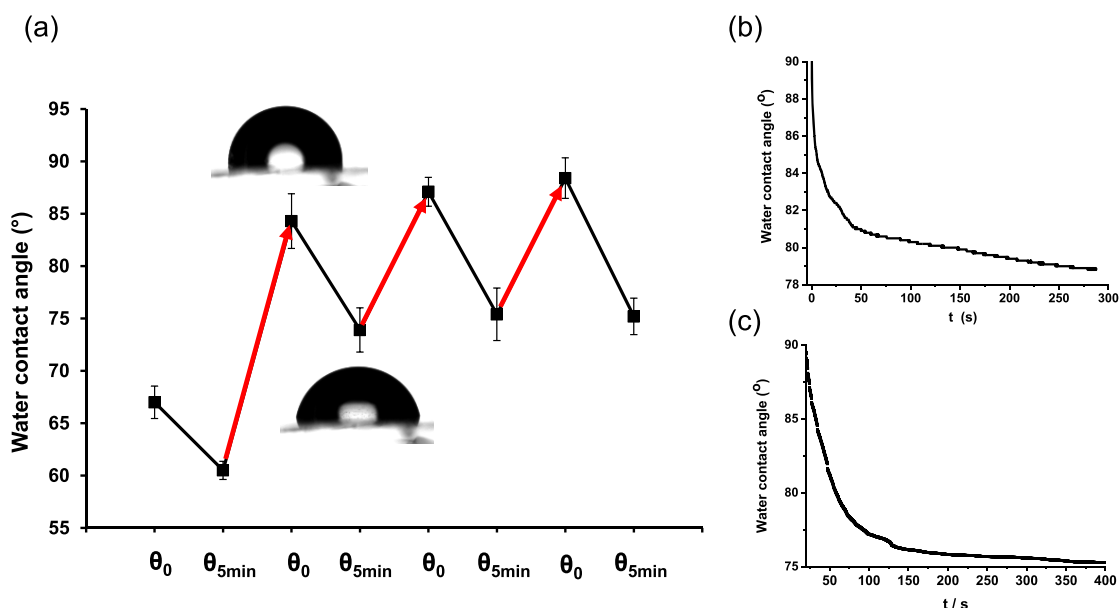 (a)
Water contact angle (°)
95
90
85
80
75
70
65
60
55
θ0 θ5min θ0 θ5min θ0 θ5min θ0 θ5min
(b)
Water contact angle (o)
90
88
86
84
82
80
78
0 50 100 150 200 250 300
t (s)
(c)
Water contact angle (o)
90
85
80
75
50 100 150 200 250 300 350 400
t / s